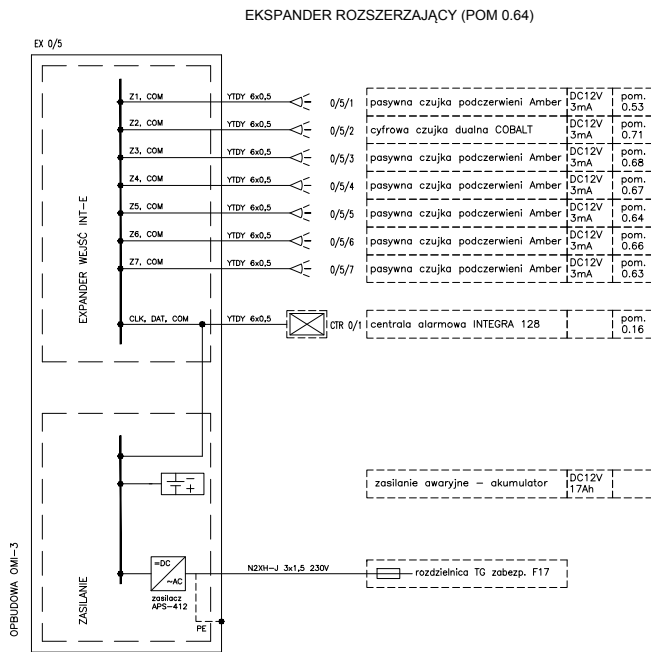 EKSPANDER ROZSZERZAJĄCY (POM 0.64)
EX 0/5
Z1, COM YTDY 6x0,5 0/5/1 pasywna czujka podczerwieni Amber DC12V 3mA pom. 0.53
Z2, COM YTDY 6x0,5 0/5/2 cyfrowa czujka dualna COBALT DC12V 3mA pom. 0.71
Z3, COM YTDY 6x0,5 0/5/3 pasywna czujka podczerwieni Amber DC12V 3mA pom. 0.68
Z4, COM YTDY 6x0,5 0/5/4 pasywna czujka podczerwieni Amber DC12V 3mA pom. 0.67
Z5, COM YTDY 6x0,5 0/5/5 pasywna czujka podczerwieni Amber DC12V 3mA pom. 0.64
Z6, COM YTDY 6x0,5 0/5/6 pasywna czujka podczerwieni Amber DC12V 3mA pom. 0.66
Z7, COM YTDY 6x0,5 0/5/7 pasywna czujka podczerwieni Amber DC12V 3mA pom. 0.63
EXPANDER WEJŚĆ INT-E
CLK, DAT, COM YTDY 6x0,5 CTR 0/1 centrala alarmowa INTEGRA 128 pom. 0.16
zasilanie awaryjne – akumulator DC12V 17Ah
=DC
~AC
N2XH-J 3x1,5 230V
rozdzielnica TG zabezp. F17
zasilacz
APS-412
PE
ZASILANIE
OPBUDOWA OMI-3